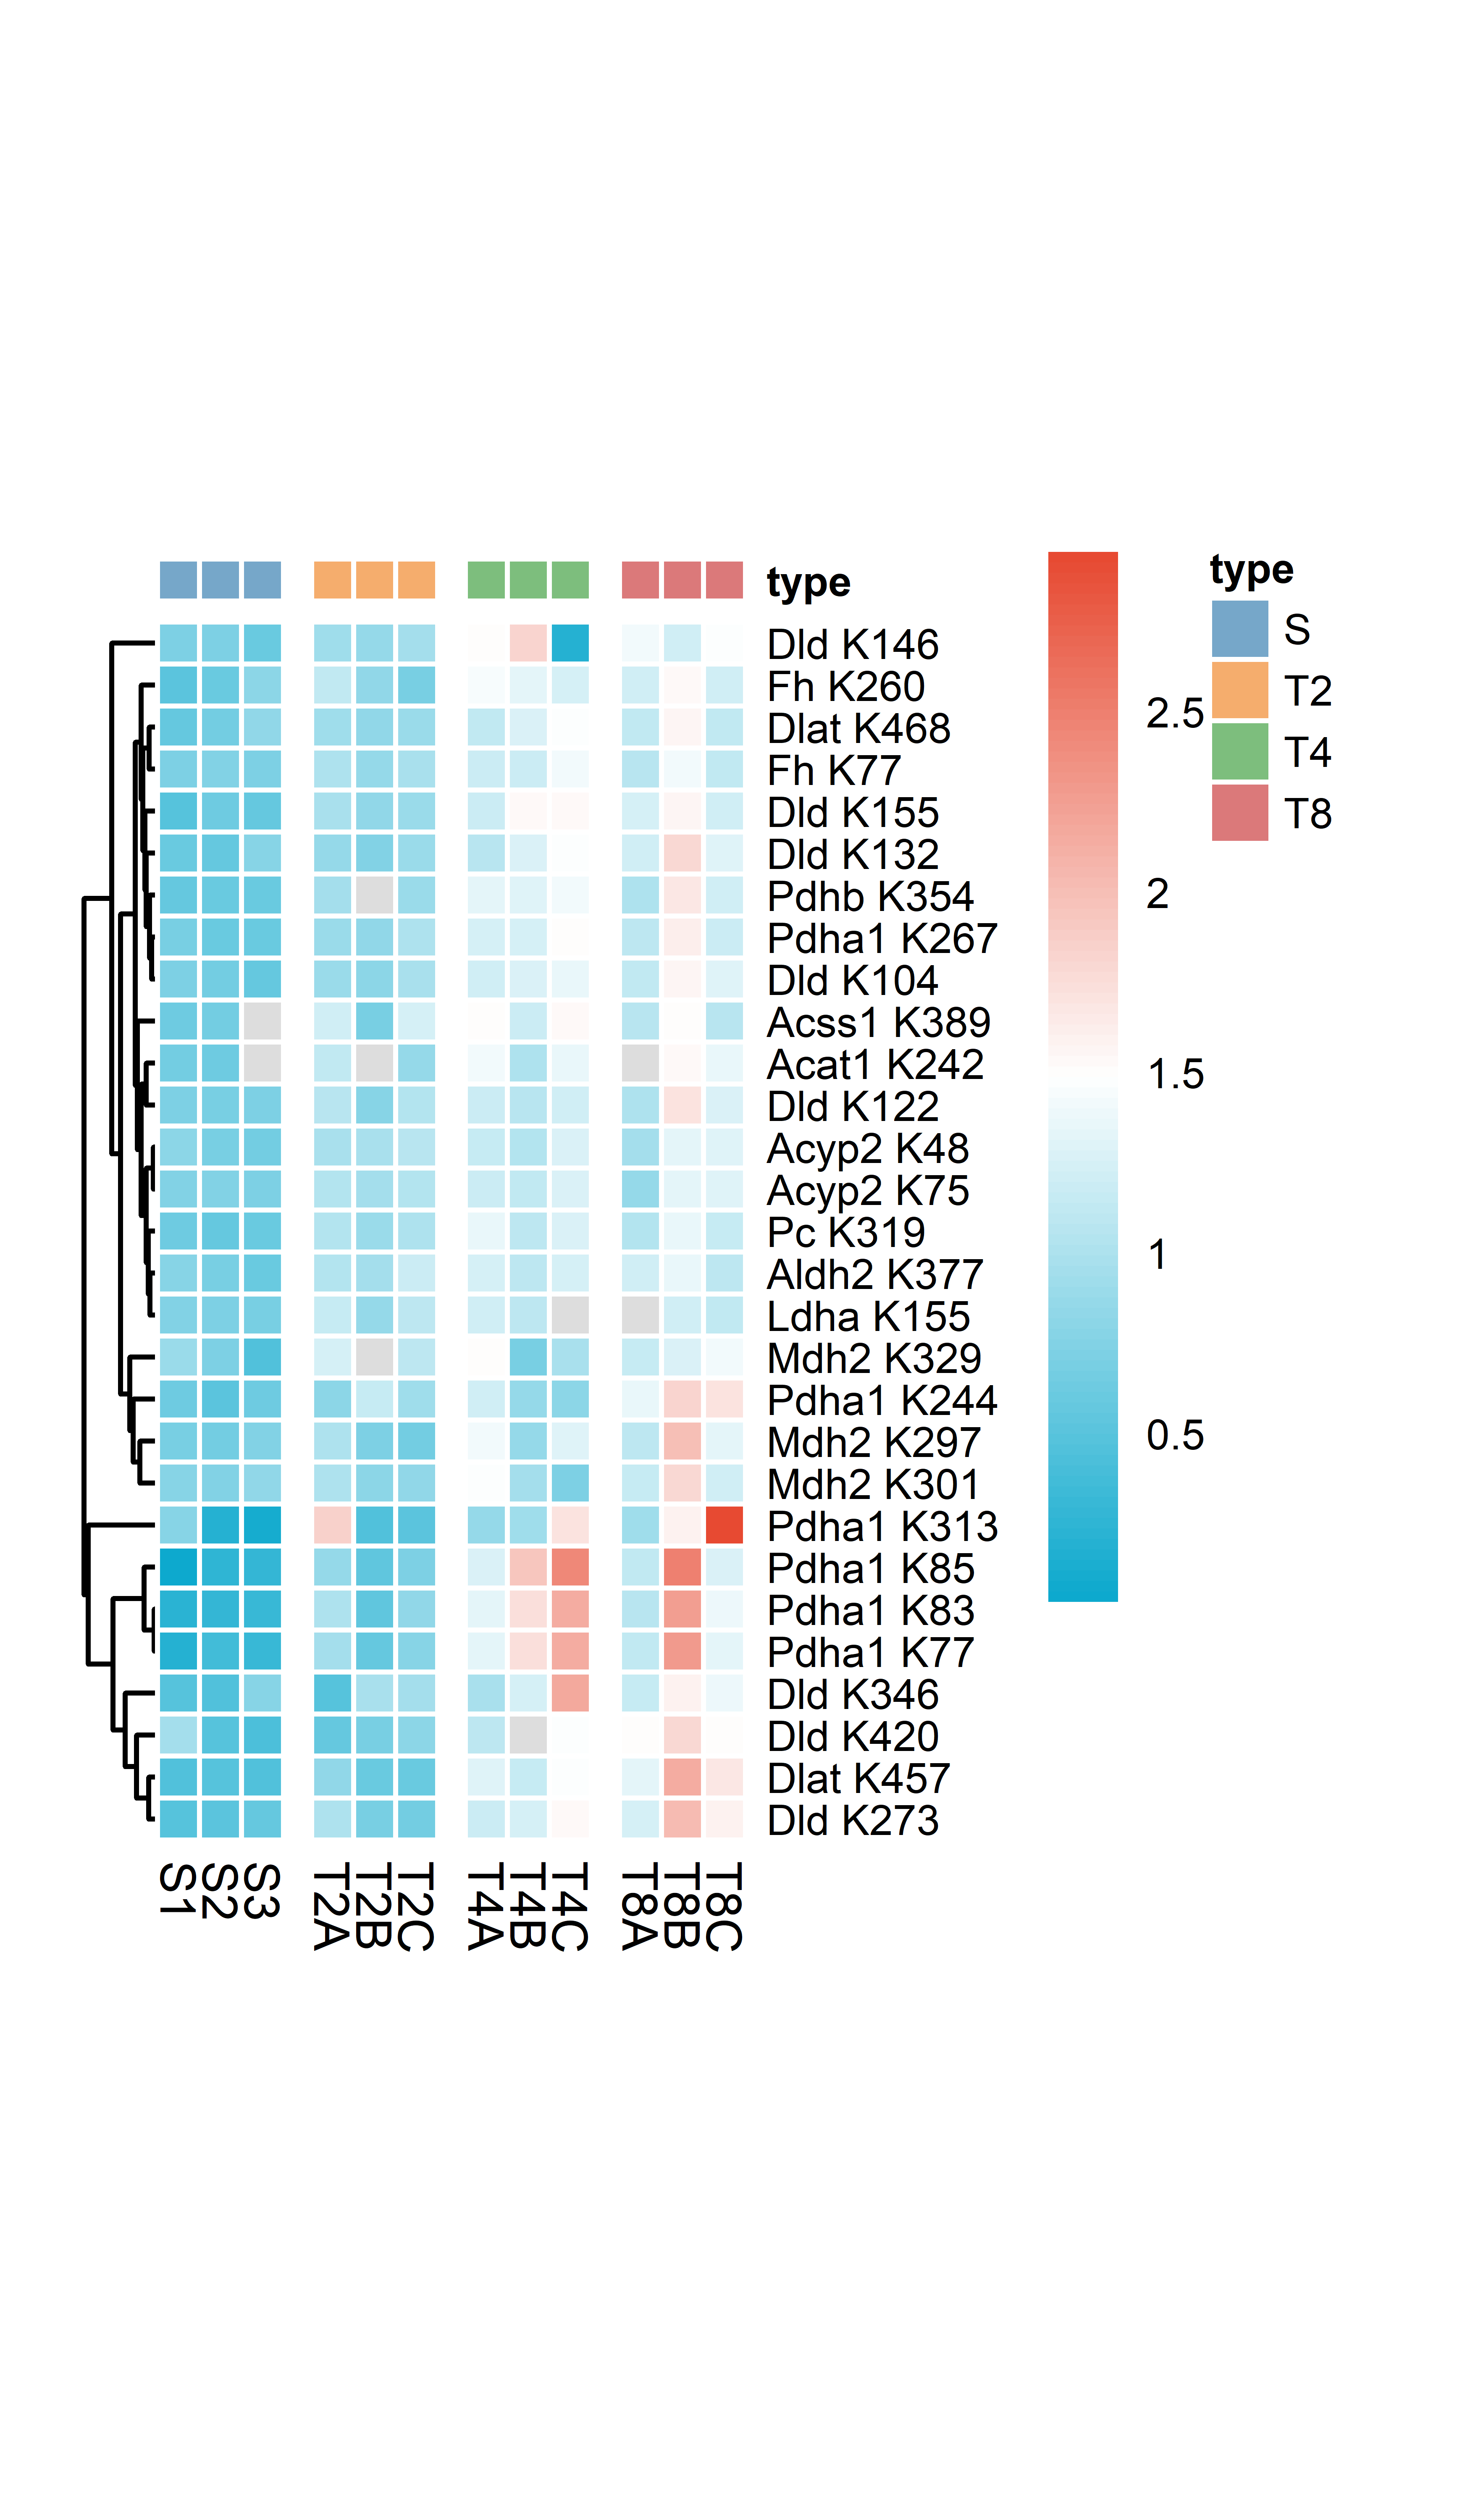 type
Dld K146
Fh K260
Dlat K468
Fh K77
Dld K155
Dld K132
Pdhb K354
Pdha1 K267
Dld K104
Acss1 K389
Acat1 K242
Dld K122
Acyp2 K48
Acyp2 K75
Pc K319
Aldh2 K377
Ldha K155
Mdh2 K329
Pdha1 K244
Mdh2 K297
Mdh2 K301
Pdha1 K313
Pdha1 K85
Pdha1 K83
Pdha1 K77
Dld K346
Dld K420
Dlat K457
Dld K273
S1
S2
S3
T2A
T2B
T2C
T4A
T4B
T4C
T8A
T8B
T8C
2.5
2
1.5
1
0.5
type
S
T2
T4
T8